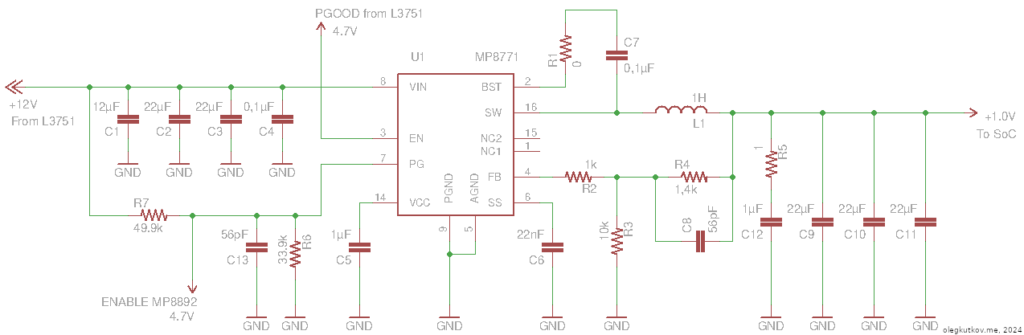 PGOOD from L3751
4.7V
U1
MP8771
R1
0
C7
0,1µF
+12V
From L3751
12µF
C1
22µF
C2
22µF
C3
0,1µF
C4
GND
GND
GND
GND
8
VIN
3
EN
7
PG
14
VCC
BST
2
SW
16
NC2
15
NC1
1
FB
4
SS
6
PGND
AGND
9
5
1H
L1
+1.0V
To SoC
1k
R2
R4
1,4k
10k
R3
C8
56pF
1
R5
1µF
C12
22µF
C9
22µF
C10
22µF
C11
R7
49.9k
56pF
C13
33.9k
R6
1µF
C5
22nF
C6
ENABLE MP8892
4.7V
GND
GND
GND
GND
GND
GND
GND
GND
GND
GND
olegkutkov.me, 2024